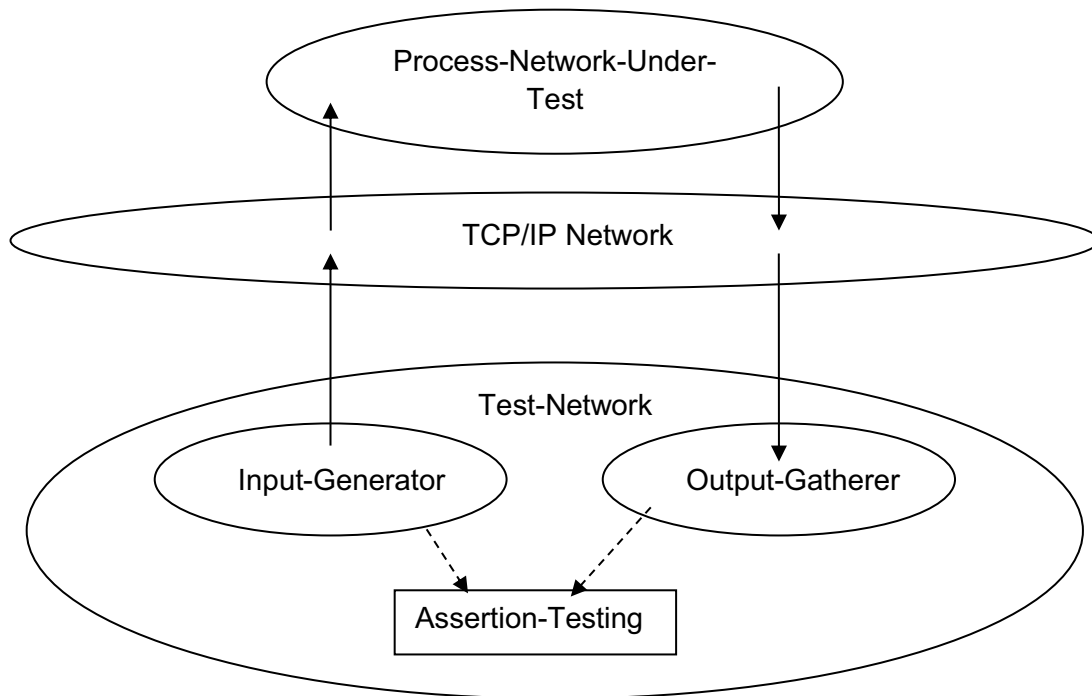 Process-Network-Under-
Test
TCP/IP Network
Test-Network
Input-Generator
Output-Gatherer
Assertion-Testing